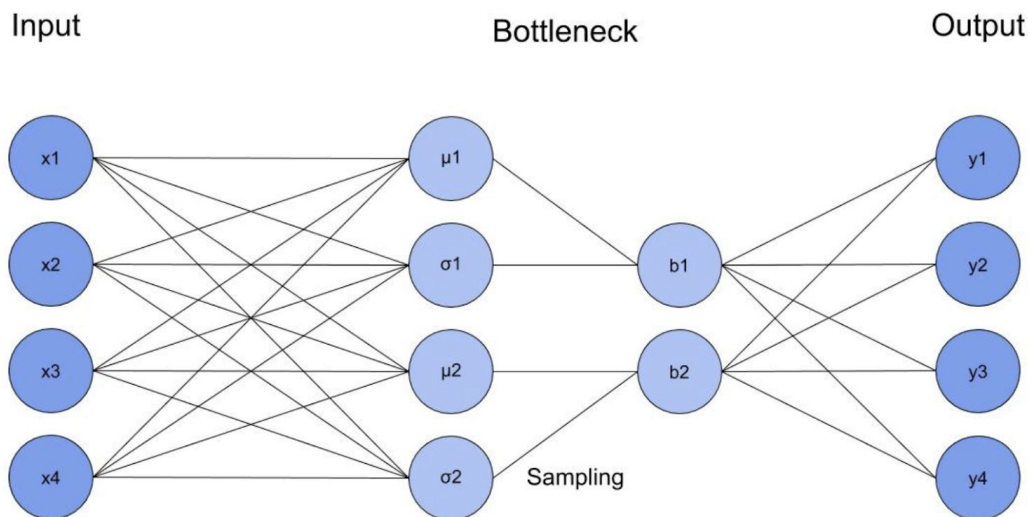 Input
Bottleneck
Output
x1
μ1
y1
x2
σ1
b1
y2
x3
μ2
b2
y3
x4
σ2
Sampling
y4